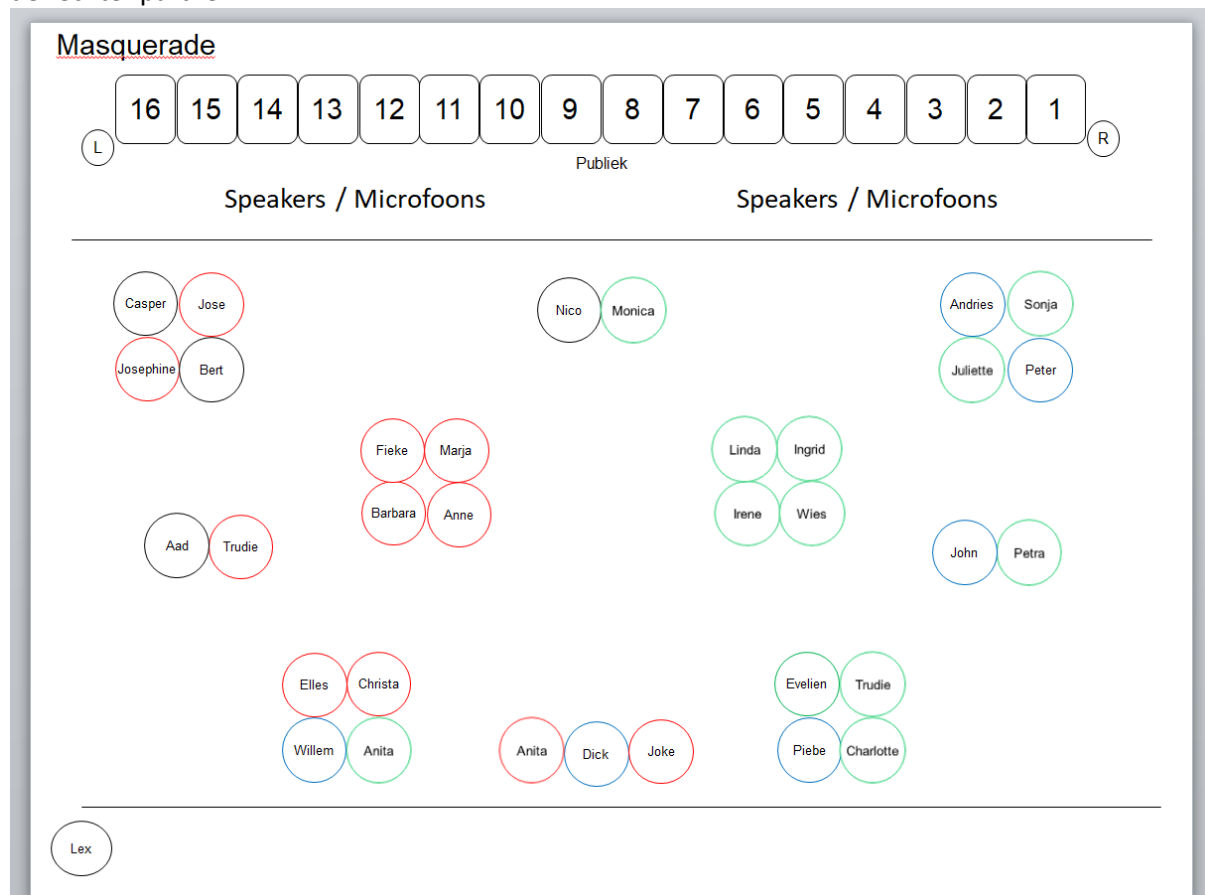 Masquerade
16 15 14 13 12 11 10 9 8 7 6 5 4 3 2 1
L R
Publiek
Speakers / Microfoons Speakers / Microfoons
Casper Jose Nico Monica Andries Sonja
Josephine Bert Juliette Peter
Fieke Marja Linda Ingrid
Barbara Anne Irene Wies
Aad Trudie John Petra
Elles Christa Evelien Trudie
Willem Anita Anita Dick Joke Piebe Charlotte
Lex